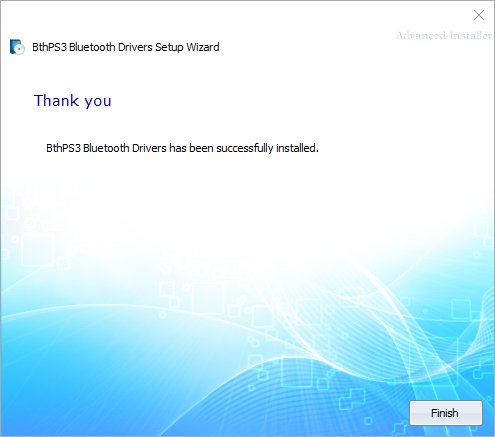 Advanced Installer
BthPS3 Bluetooth Drivers Setup Wizard
Thank you
BthPS3 Bluetooth Drivers has been successfully installed.
Finish